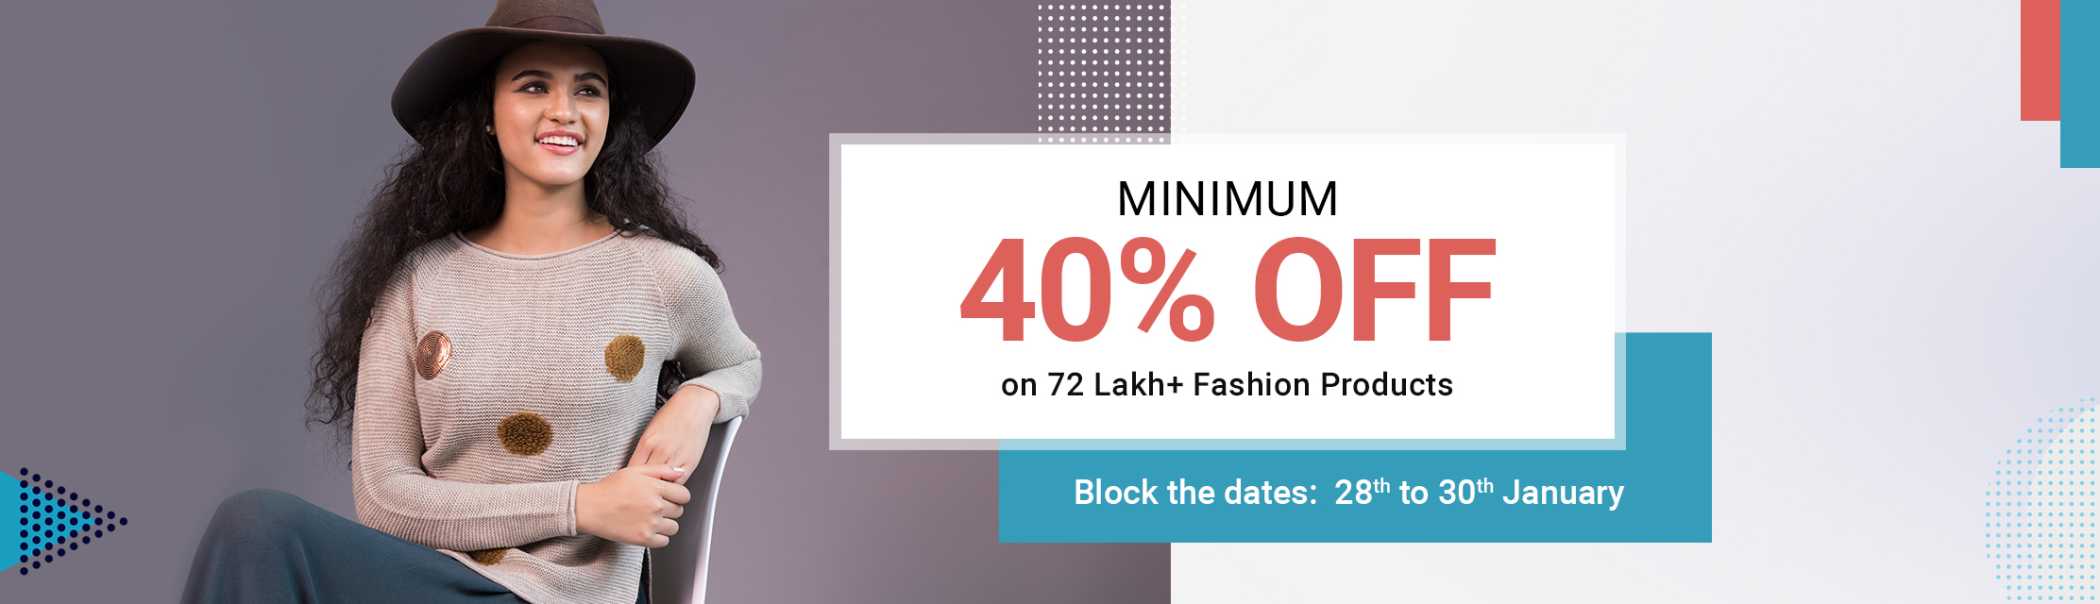 MINIMUM
40% OFF
on 72 Lakh+ Fashion Products
Block the dates: 28th to 30th January